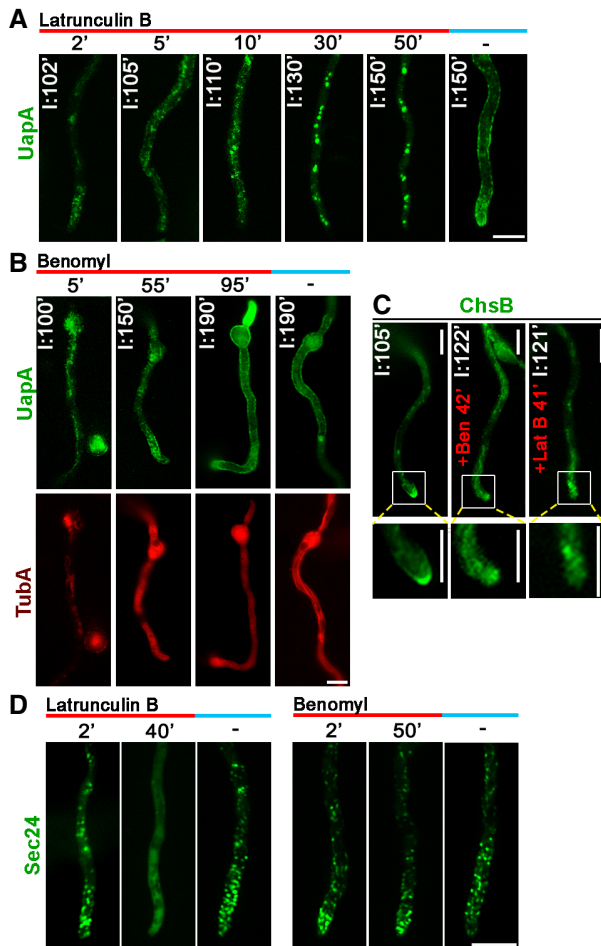 A
Latrunculin B
2’ 5’ 10’ 30’ 50’ -
UapA
I:102’ I:105’ I:110’ I:130’ I:150’ I:150’
B
Benomyl
5’ 55’ 95’ -
UapA
I:100’ I:150’ I:190’ I:190’
TubA
C
ChsB
I:105’ I:122’ I:121’
+Ben 42’ +Lat B 41’
D
Latrunculin B Benomyl
2’ 40’ - 2’ 50’ -
Sec24